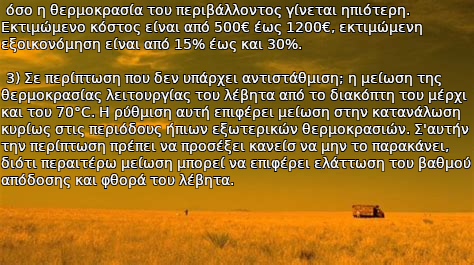 όσο η θερμοκρασία του περιβάλλοντος γίνεται ηπιότερη.
Εκτιμώμενο κόστος είναι από 500€ έως 1200€, εκτιμώμενη
εξοικονόμηση είναι από 15% έως και 30%.
3) Σε περίπτωση που δεν υπάρχει αντιστάθμιση; η μείωση της
θερμοκρασίας λειτουργίας του λέβητα από το διακόπτη του μέρχι
και του 70°C. Η ρύθμιση αυτή επιφέρει μείωση στην κατανάλωση
κυρίως στις περιόδους ήπιων εξωτερικών θερμοκρασιών. Σ'αυτήν
την περίπτωση πρέπει να προσέξει κανείς να μην το παρακάνει,
διότι περαιτέρω μείωση μπορεί να επιφέρει ελάττωση του βαθμού
απόδοσης και φθορά του λέβητα.